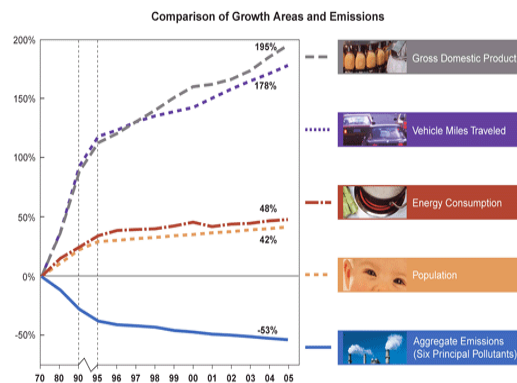 Comparison of Growth Areas and Emissions
200%
150%
100%
50%
0%
-50%
195%
178%
48%
42%
-53%
70 80 90 95 96 97 98 99 00 01 02 03 04 05
Gross Domestic Product
Vehicle Miles Traveled
Energy Consumption
Population
Aggregate Emissions
(Six Principal Pollutants)